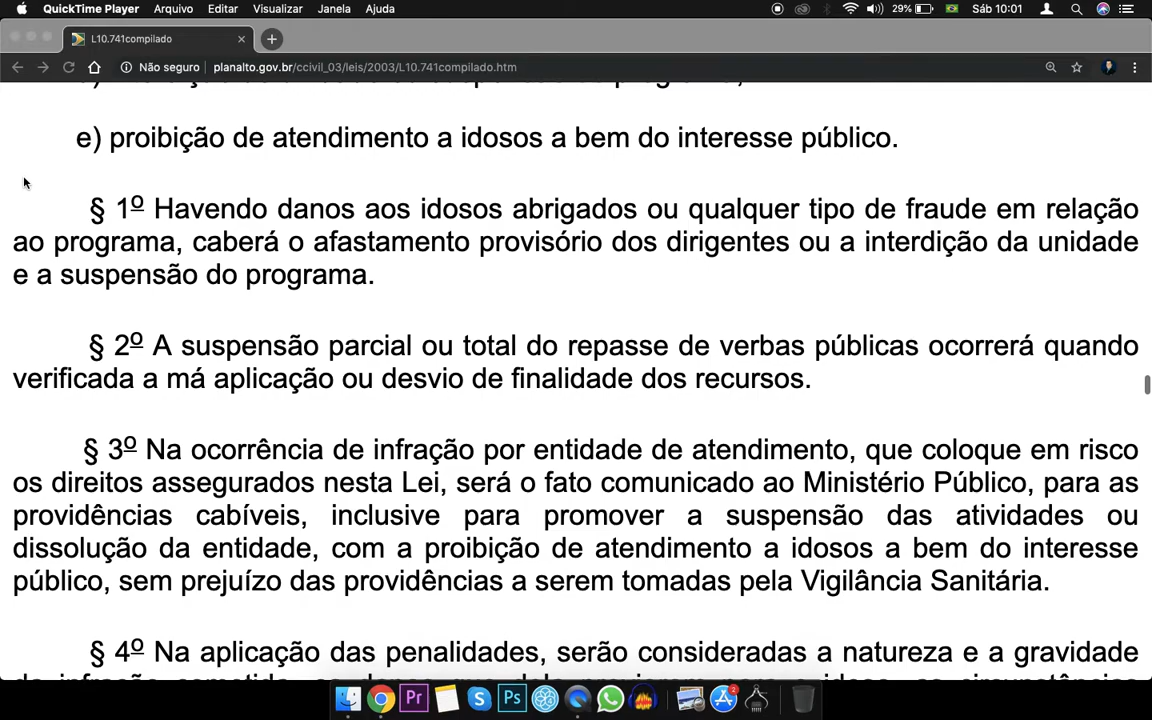 QuickTime Player Arquivo Editar Visualizar Janela Ajuda 29% Sáb 10:01
L10.741compilado
Não seguro planalto.gov.br/ccivil_03/leis/2003/L10.741compilado.htm
e) proibição de atendimento a idosos a bem do interesse público.
§ 1º Havendo danos aos idosos abrigados ou qualquer tipo de fraude em relação
ao programa, caberá o afastamento provisório dos dirigentes ou a interdição da unidade
e a suspensão do programa.
§ 2º A suspensão parcial ou total do repasse de verbas públicas ocorrerá quando
verificada a má aplicação ou desvio de finalidade dos recursos.
§ 3º Na ocorrência de infração por entidade de atendimento, que coloque em risco
os direitos assegurados nesta Lei, será o fato comunicado ao Ministério Público, para as
providências cabíveis, inclusive para promover a suspensão das atividades ou
dissolução da entidade, com a proibição de atendimento a idosos a bem do interesse
público, sem prejuízo das providências a serem tomadas pela Vigilância Sanitária.
§ 4º Na aplicação das penalidades, serão consideradas a natureza e a gravidade
Pr Ps 2